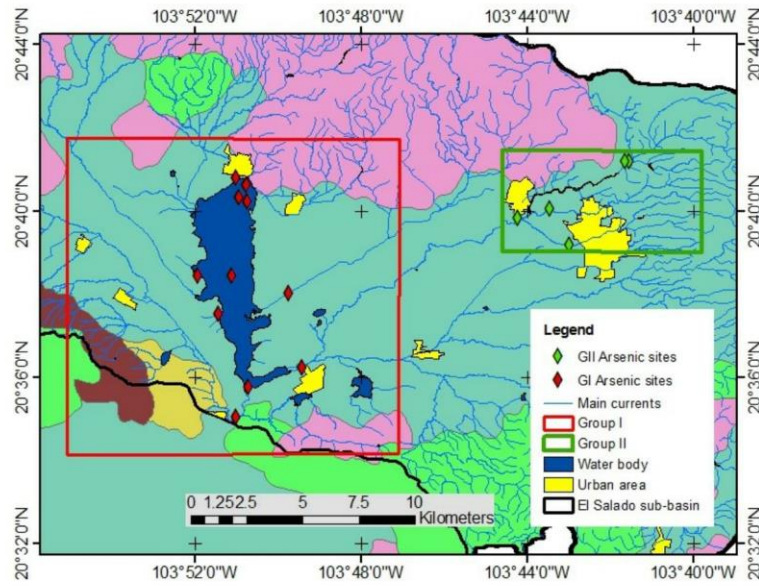 103°52'0"W 103°48'0"W 103°44'0"W 103°40'0"W
20°44'0"N 20°44'0"N
20°40'0"N 20°40'0"N
20°36'0"N 20°36'0"N
20°32'0"N 20°32'0"N
Legend
GII Arsenic sites
GI Arsenic sites
Main currents
Group I
Group II
Water body
Urban area
El Salado sub-basin
0 1.25 2.5 5 7.5 10
Kilometers
103°52'0"W 103°48'0"W 103°44'0"W 103°40'0"W